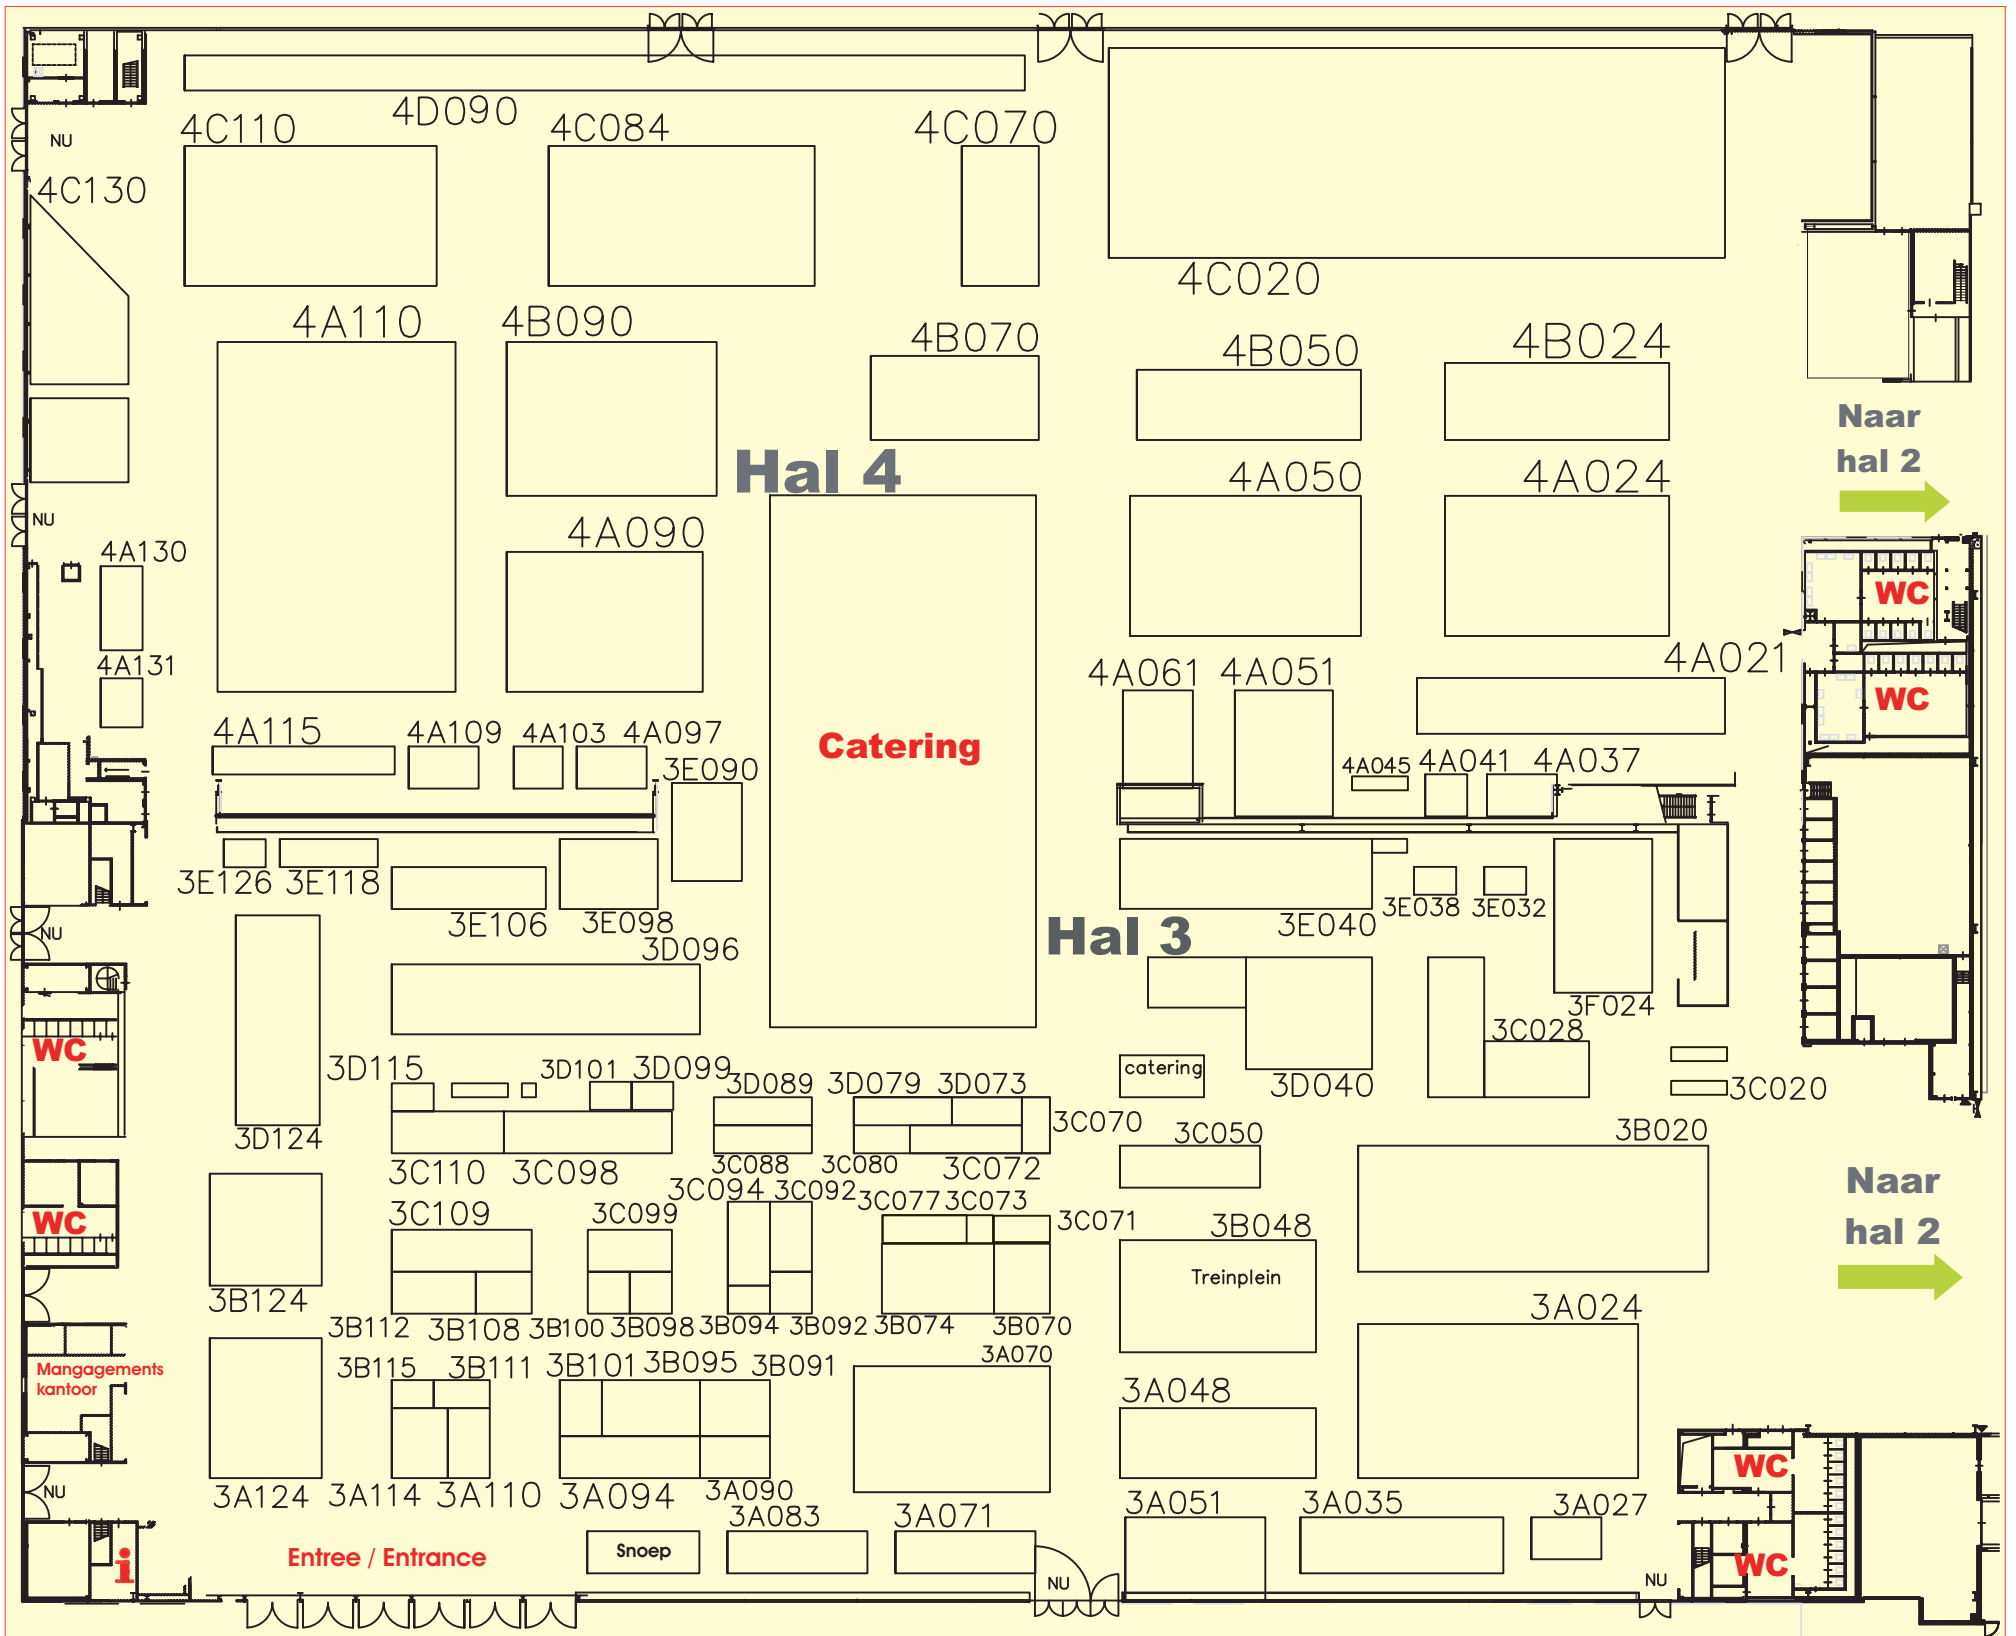 4D090
4C110
4C084
4C070
NU
4C130
4C020
4A110
4B090
4B070
4B050
4B024
Naar
hal 2
Hal 4
4A050
4A024
NU
4A090
4A130
WC
4A131
4A061
4A051
4A021
WC
4A115
4A109
4A103
4A097
Catering
3E090
4A045
4A041
4A037
3E126
3E118
3E106
3E098
3E040
3E038
3E032
NU
Hal 3
3D096
3F024
WC
3C028
3D115
3D101
3D099
3D089
3D079
3D073
catering
3D040
3C020
3D124
3C070
3C050
3B020
3C110
3C098
3C088
3C080
3C072
Naar
hal 2
3C094
3C092
3C077
3C073
3C109
3C099
3C071
3B048
WC
Treinplein
3B124
3B112
3B108
3B100
3B098
3B094
3B092
3B074
3B070
3A024
Mangagements
kantoor
3B115
3B111
3B101
3B095
3B091
3A070
3A048
WC
NU
3A124
3A114
3A110
3A094
3A090
3A083
3A071
3A051
3A035
3A027
i
Entree / Entrance
Snoep
WC
NU
NU